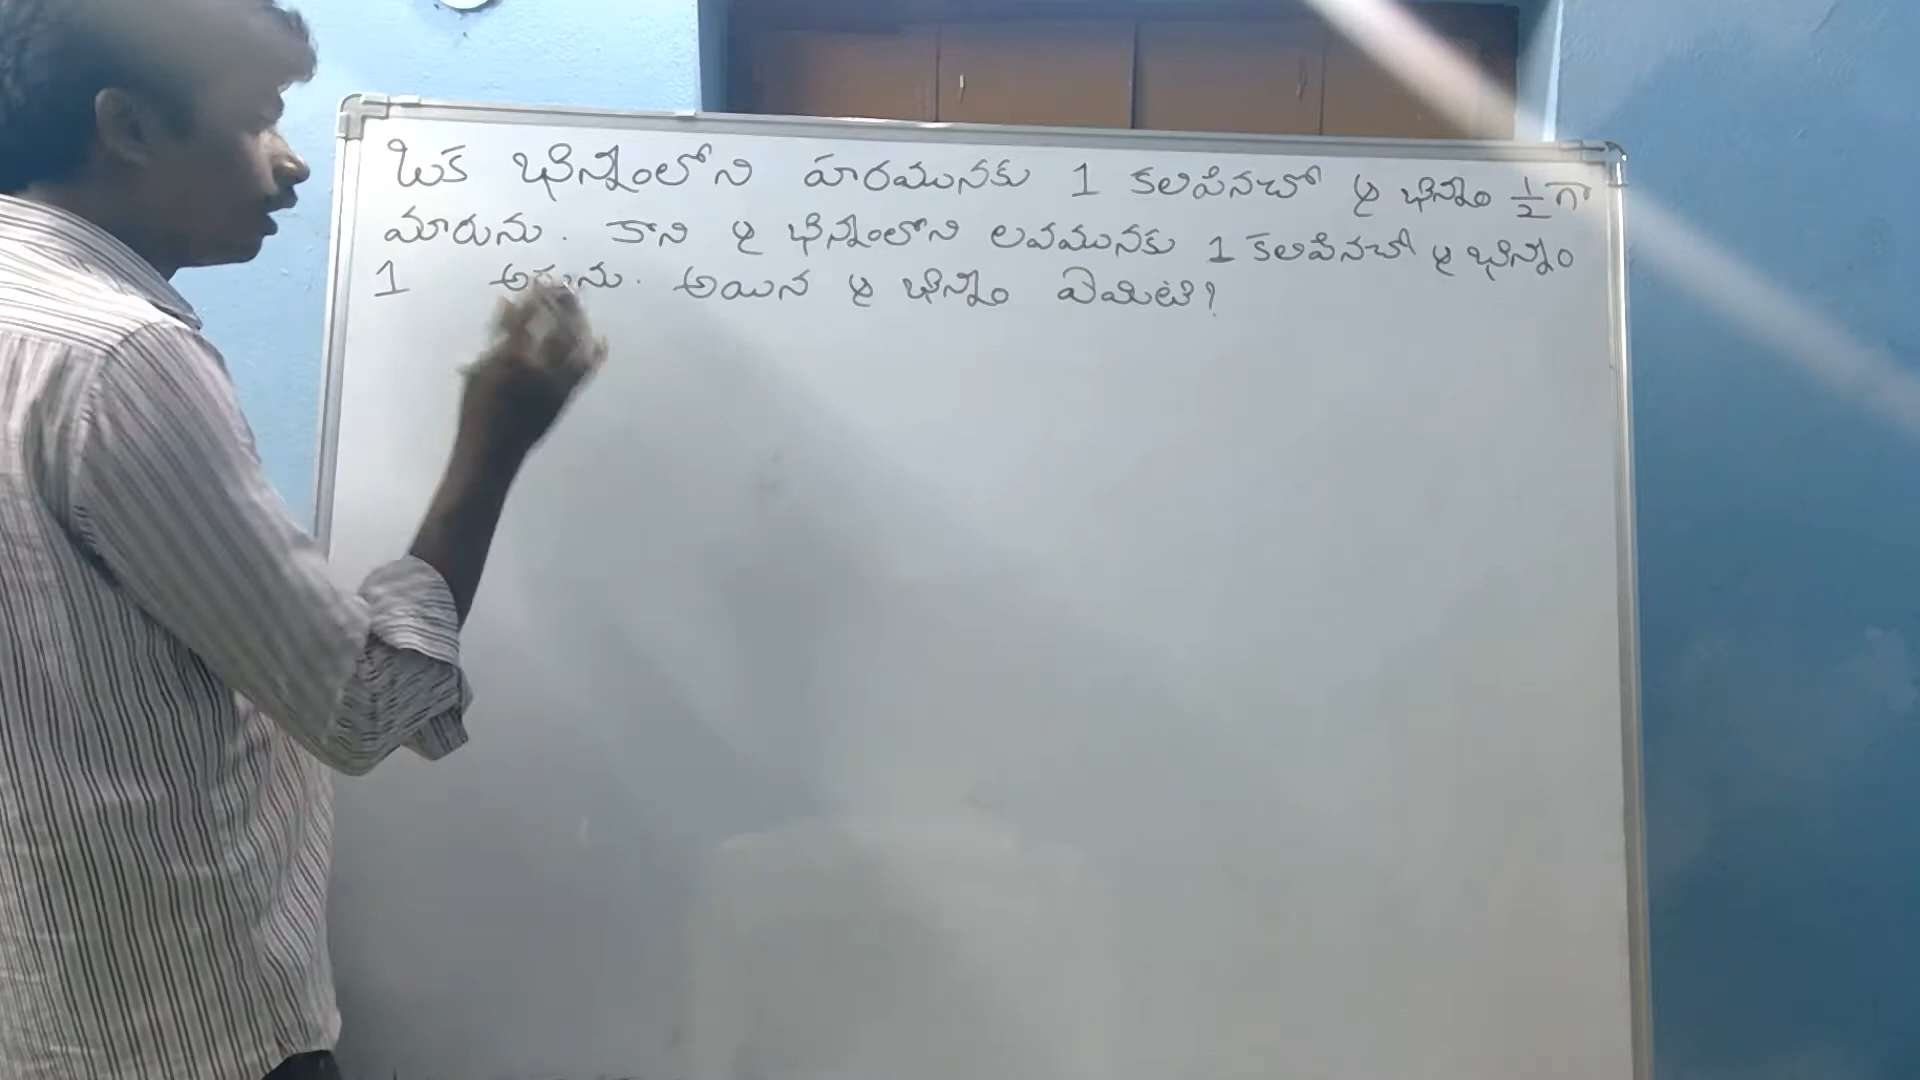 ఒక భిన్నంలోని హారమునకు 1 కలిపినచో ఆ భిన్నం 1/2 గా
మారును. కాని ఆ భిన్నంలోని లవమునకు 1 కలిపినచో ఆ భిన్నం
1 అగును. అయిన ఆ భిన్నం ఏమిటి?